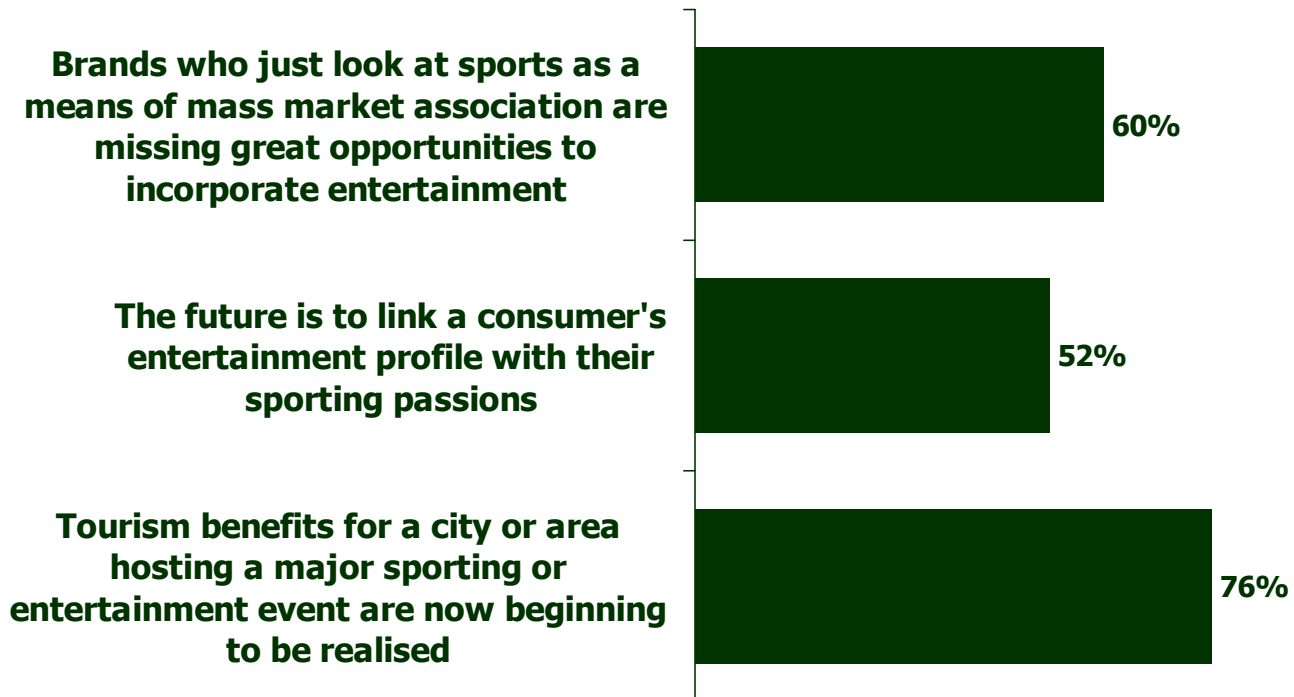 Brands who just look at sports as a
means of mass market association are
missing great opportunities to
incorporate entertainment
60%
The future is to link a consumer's
entertainment profile with their
sporting passions
52%
Tourism benefits for a city or area
hosting a major sporting or
entertainment event are now beginning
to be realised
76%